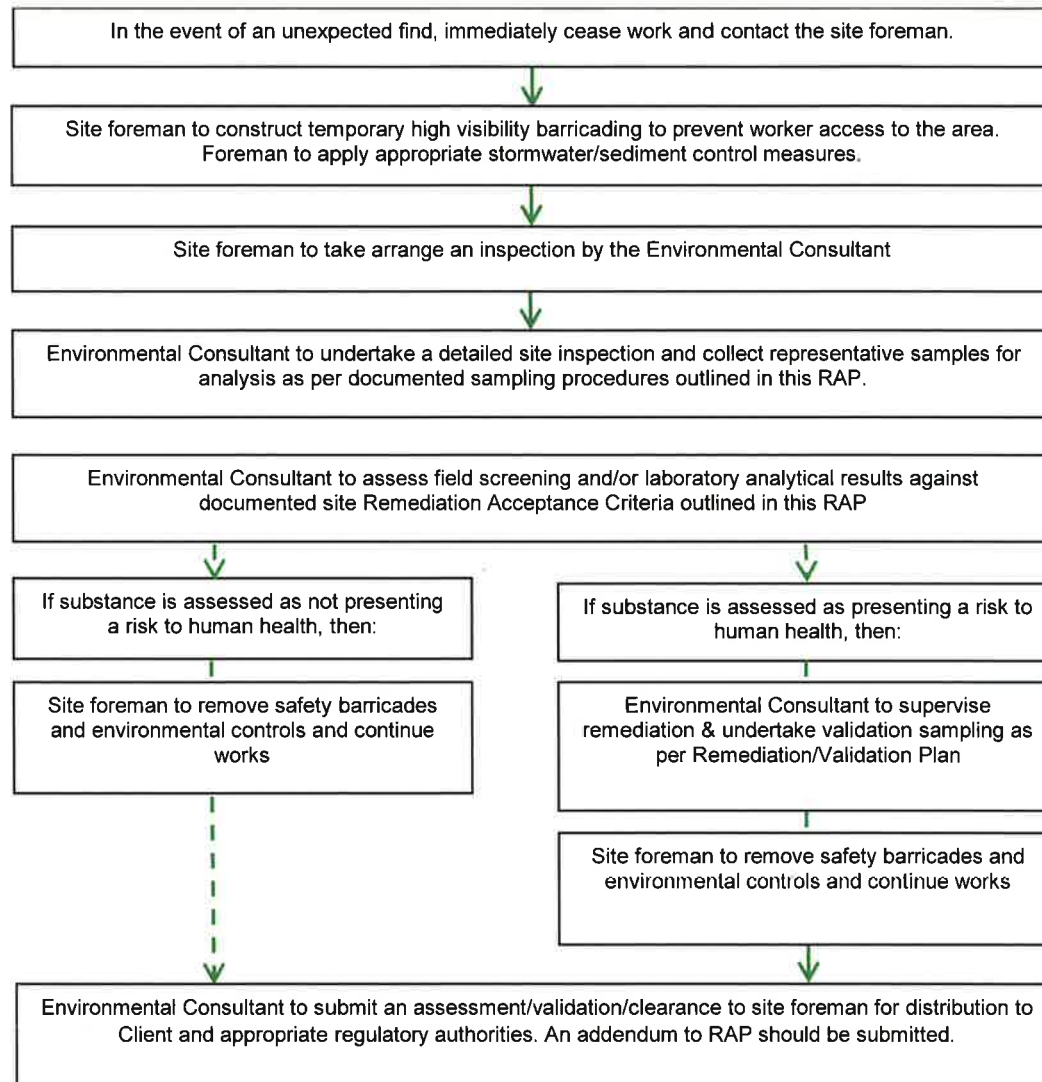 In the event of an unexpected find, immediately cease work and contact the site foreman.
Site foreman to construct temporary high visibility barricading to prevent worker access to the area.
Foreman to apply appropriate stormwater/sediment control measures.
Site foreman to take arrange an inspection by the Environmental Consultant
Environmental Consultant to undertake a detailed site inspection and collect representative samples for
analysis as per documented sampling procedures outlined in this RAP.
Environmental Consultant to assess field screening and/or laboratory analytical results against
documented site Remediation Acceptance Criteria outlined in this RAP
If substance is assessed as not presenting
a risk to human health, then:
Site foreman to remove safety barricades
and environmental controls and continue
works
If substance is assessed as presenting a risk to
human health, then:
Environmental Consultant to supervise
remediation & undertake validation sampling as
per Remediation/Validation Plan
Site foreman to remove safety barricades and
environmental controls and continue works
Environmental Consultant to submit an assessment/validation/clearance to site foreman for distribution to
Client and appropriate regulatory authorities. An addendum to RAP should be submitted.